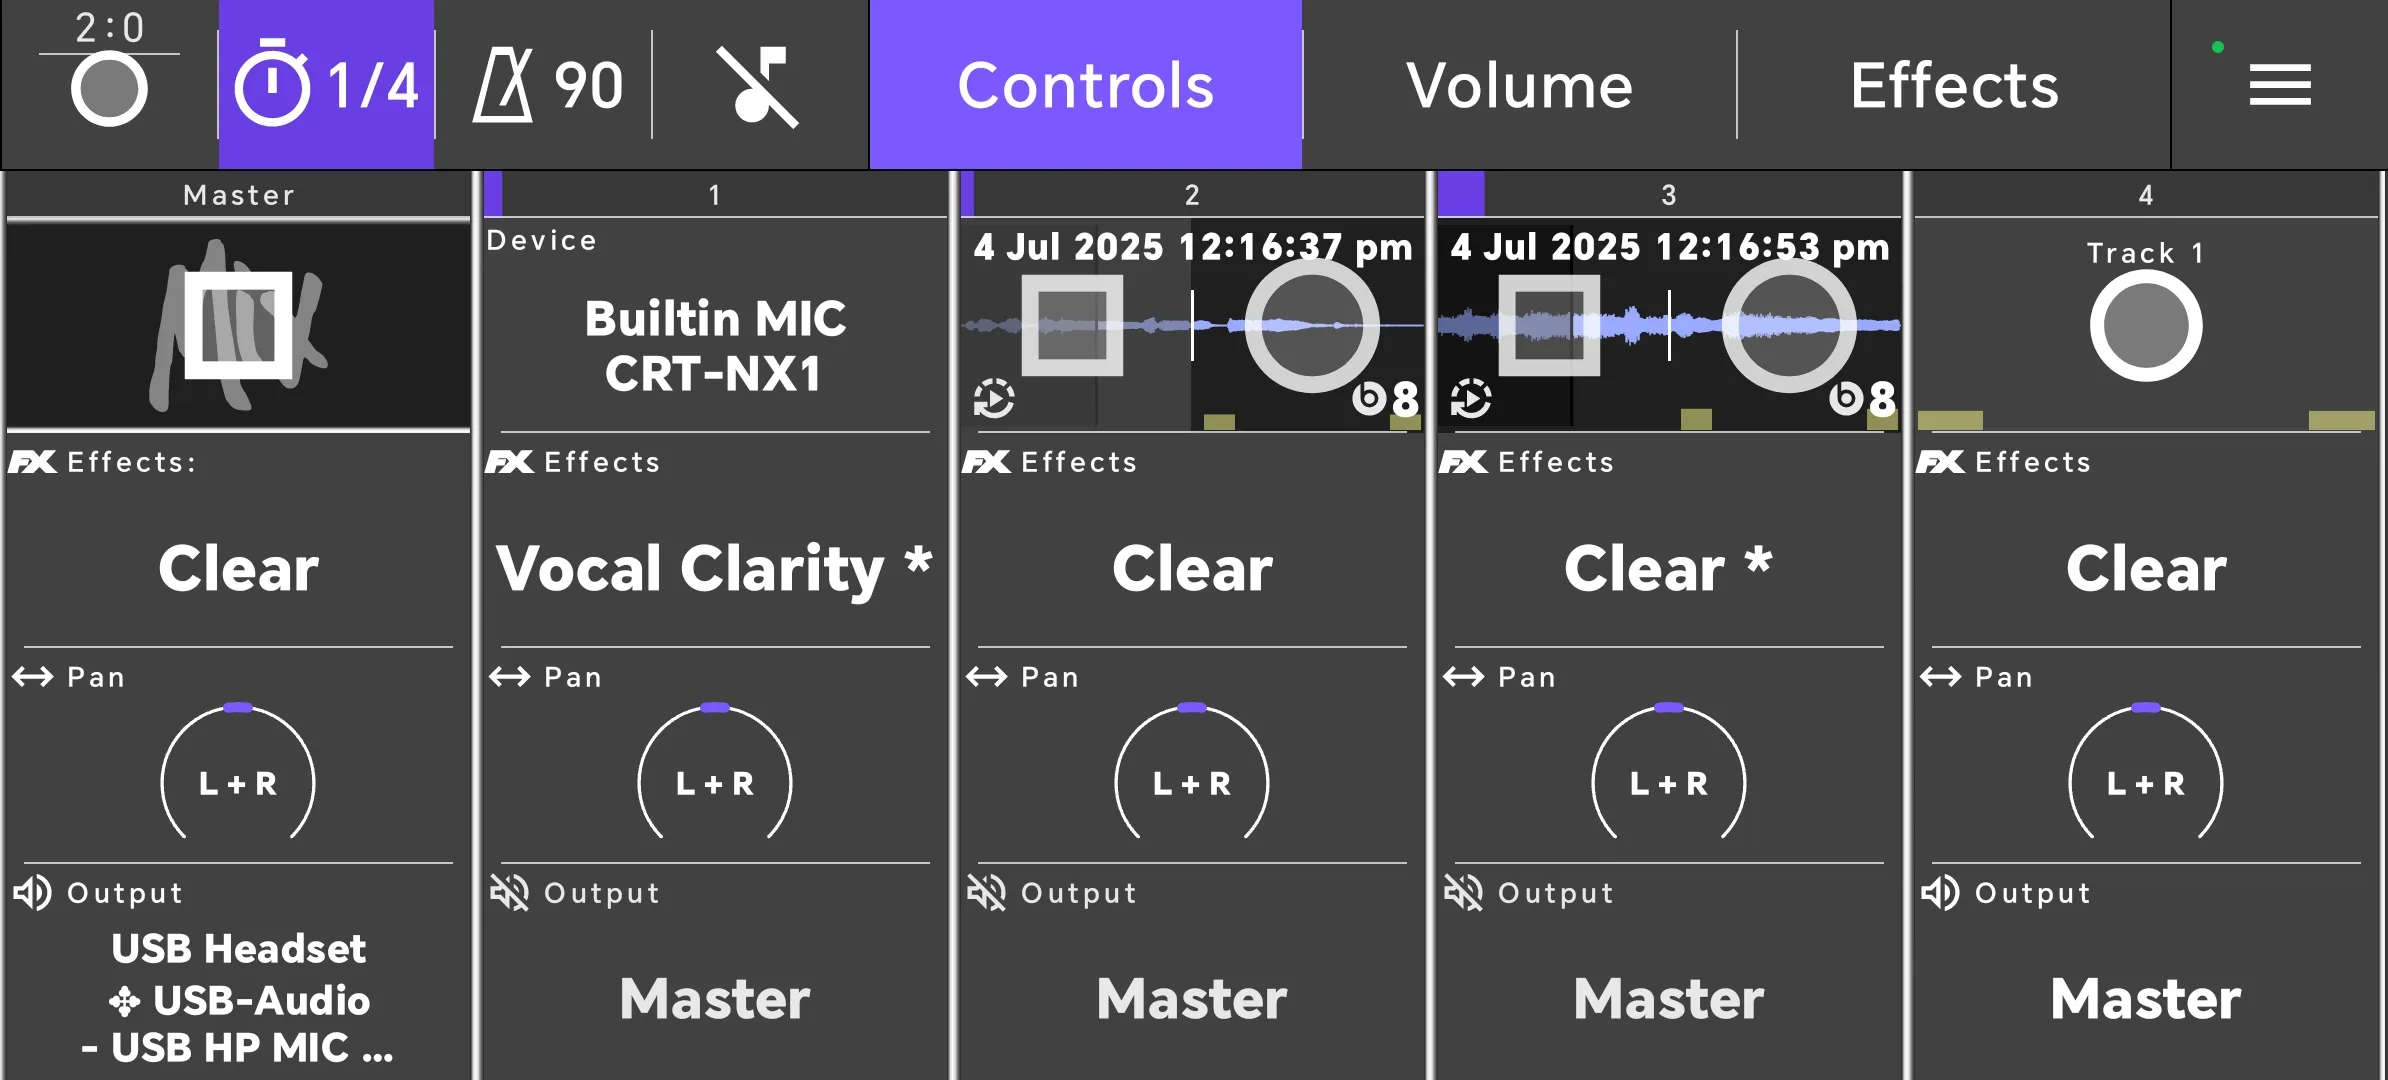 2:0
1/4
90
Controls
Volume
Effects
Master
Mix
FX Effects:
Clear
Pan
L + R
Output
USB Headset
USB-Audio
- USB HP MIC ...
1
Device
Builtin MIC
CRT-NX1
FX Effects
Vocal Clarity *
Pan
L + R
Output
Master
2
4 Jul 2025 12:16:37 pm
b8
FX Effects
Clear
Pan
L + R
Output
Master
3
4 Jul 2025 12:16:53 pm
b8
FX Effects
Clear *
Pan
L + R
Output
Master
4
Track 1
FX Effects
Clear
Pan
L + R
Output
Master